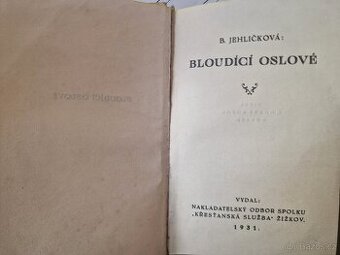 B. JEHLIČKOVÁ:
BLOUDÍCÍ OSLOVÉ
VYDAL:
NAKLADATELSKÝ ODBOR SPOLKU
„KŘESŤANSKÁ SLUŽBA" ŽIŽKOV.
1931.